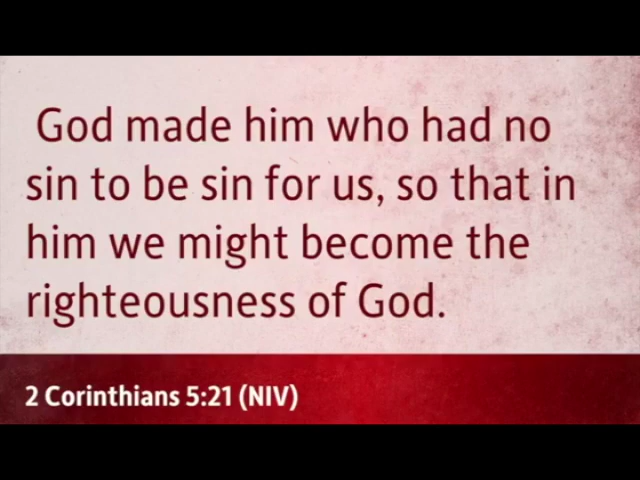 God made him who had no
sin to be sin for us, so that in
him we might become the
righteousness of God.
2 Corinthians 5:21 (NIV)